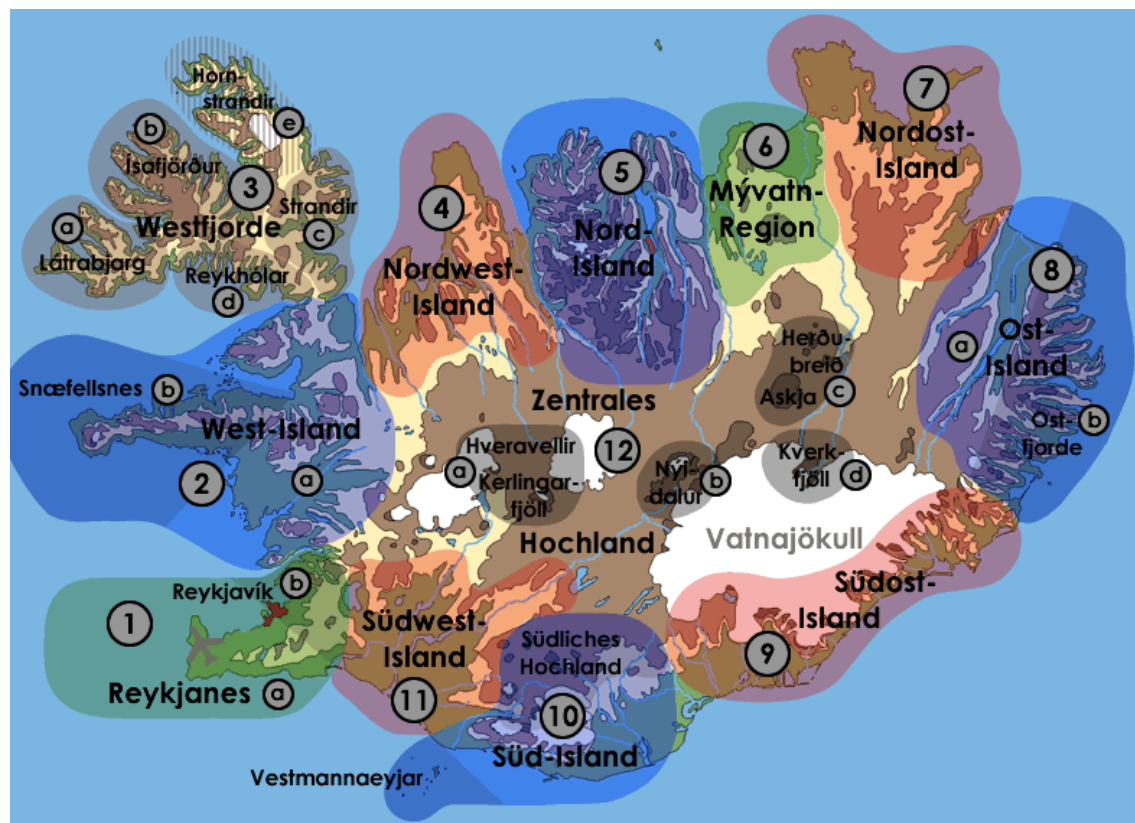 Horn-
strandir
e
b
Ísafjörður
3
Westfjorde
Strandir
c
a
Látrabjarg
Reykhólar
d
4
Nordwest-
Island
5
Nord-
Island
6
Mývatn-
Region
7
Nordost-
Island
8
Ost-
Island
a
Ost-
fjorde
b
Snæfellsnes
b
West-Island
2
a
Zentrales
12
Hochland
Hveravellir
a
Kerlingar-
fjöll
Nyi-
dalur
b
Herðu-
breið
Askja
c
Kverk-
fjöll
d
Vatnajökull
Südost-
Island
9
Reykjavík
b
1
Reykjanes
a
Südwest-
Island
11
Südliches
Hochland
10
Süd-Island
Vestmannaeyjar